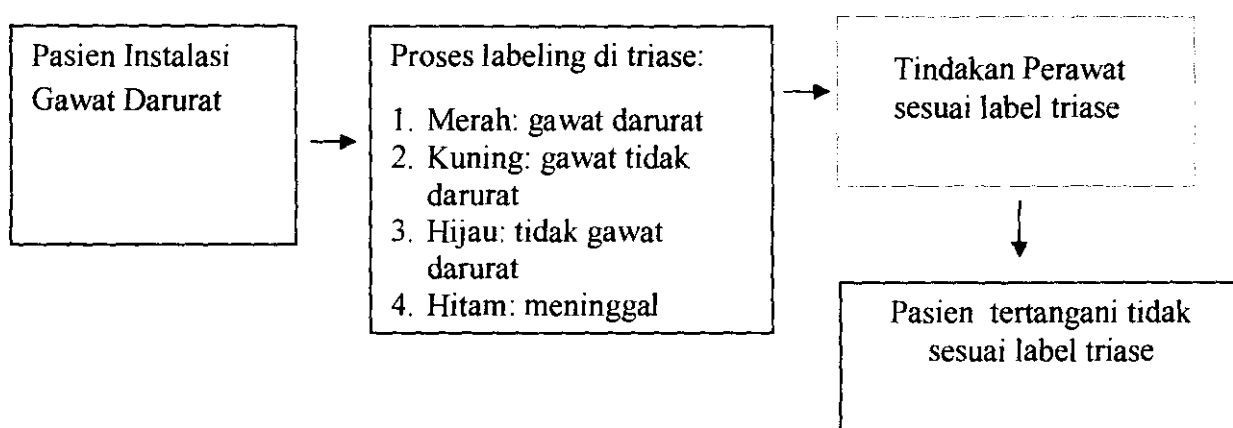 Pasien Instalasi
Gawat Darurat
Proses labeling di triase:
1. Merah: gawat darurat
2. Kuning: gawat tidak
darurat
3. Hijau: tidak gawat
darurat
4. Hitam: meninggal
Tindakan Perawat
sesuai label triase
Pasien tertangani tidak
sesuai label triase